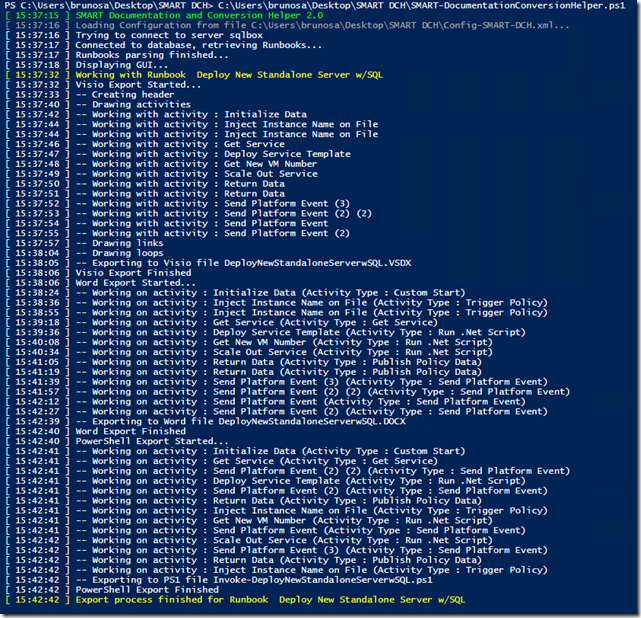 PS C:\Users\brunosa\Desktop\SMART DCH> C:\Users\brunosa\Desktop\SMART DCH\SMART-DocumentationConversionHelper.ps1
[ 15:37:15 ] SMART Documentation and Conversion Helper 2.0
[ 15:37:16 ] Loading Configuration from file C:\Users\brunosa\Desktop\SMART DCH\Config-SMART-DCH.xml...
[ 15:37:16 ] Trying to connect to server sqlbox
[ 15:37:17 ] Connected to database, retrieving Runbooks...
[ 15:37:17 ] Runbooks parsing finished...
[ 15:37:18 ] Displaying GUI...
[ 15:37:32 ] Working with Runbook  Deploy New Standalone Server w/SQL
[ 15:37:32 ] Visio Export Started...
[ 15:37:33 ] -- Creating header
[ 15:37:40 ] -- Drawing activities
[ 15:37:42 ] -- Working with activity : Initialize Data
[ 15:37:44 ] -- Working with activity : Inject Instance Name on File
[ 15:37:44 ] -- Working with activity : Inject Instance Name on File
[ 15:37:46 ] -- Working with activity : Get Service
[ 15:37:47 ] -- Working with activity : Deploy Service Template
[ 15:37:48 ] -- Working with activity : Get New VM Number
[ 15:37:49 ] -- Working with activity : Scale Out Service
[ 15:37:50 ] -- Working with activity : Return Data
[ 15:37:51 ] -- Working with activity : Return Data
[ 15:37:52 ] -- Working with activity : Send Platform Event (3)
[ 15:37:53 ] -- Working with activity : Send Platform Event (2) (2)
[ 15:37:54 ] -- Working with activity : Send Platform Event
[ 15:37:55 ] -- Working with activity : Send Platform Event (2)
[ 15:37:57 ] -- Drawing links
[ 15:38:04 ] -- Drawing loops
[ 15:38:05 ] -- Exporting to Visio file DeployNewStandaloneServerwSQL.VSDX
[ 15:38:06 ] Visio Export Finished
[ 15:38:06 ] Word Export Started...
[ 15:38:24 ] -- Working on activity : Initialize Data (Activity Type : Custom Start)
[ 15:38:36 ] -- Working on activity : Inject Instance Name on File (Activity Type : Trigger Policy)
[ 15:38:55 ] -- Working on activity : Inject Instance Name on File (Activity Type : Trigger Policy)
[ 15:39:18 ] -- Working on activity : Get Service (Activity Type : Get Service)
[ 15:39:36 ] -- Working on activity : Deploy Service Template (Activity Type : Run .Net Script)
[ 15:40:08 ] -- Working on activity : Get New VM Number (Activity Type : Run .Net Script)
[ 15:40:34 ] -- Working on activity : Scale Out Service (Activity Type : Run .Net Script)
[ 15:41:05 ] -- Working on activity : Return Data (Activity Type : Publish Policy Data)
[ 15:41:19 ] -- Working on activity : Return Data (Activity Type : Publish Policy Data)
[ 15:41:39 ] -- Working on activity : Send Platform Event (3) (Activity Type : Send Platform Event)
[ 15:41:57 ] -- Working on activity : Send Platform Event (2) (2) (Activity Type : Send Platform Event)
[ 15:42:12 ] -- Working on activity : Send Platform Event (Activity Type : Send Platform Event)
[ 15:42:27 ] -- Working on activity : Send Platform Event (2) (Activity Type : Send Platform Event)
[ 15:42:39 ] -- Exporting to Word file DeployNewStandaloneServerwSQL.DOCX
[ 15:42:40 ] Word Export Finished
[ 15:42:40 ] PowerShell Export Started...
[ 15:42:41 ] -- Working on activity : Initialize Data (Activity Type : Custom Start)
[ 15:42:41 ] -- Working on activity : Get Service (Activity Type : Get Service)
[ 15:42:41 ] -- Working on activity : Send Platform Event (2) (2) (Activity Type : Send Platform Event)
[ 15:42:41 ] -- Working on activity : Deploy Service Template (Activity Type : Run .Net Script)
[ 15:42:41 ] -- Working on activity : Send Platform Event (2) (Activity Type : Send Platform Event)
[ 15:42:41 ] -- Working on activity : Return Data (Activity Type : Publish Policy Data)
[ 15:42:41 ] -- Working on activity : Inject Instance Name on File (Activity Type : Trigger Policy)
[ 15:42:41 ] -- Working on activity : Get New VM Number (Activity Type : Run .Net Script)
[ 15:42:41 ] -- Working on activity : Send Platform Event (Activity Type : Send Platform Event)
[ 15:42:42 ] -- Working on activity : Scale Out Service (Activity Type : Run .Net Script)
[ 15:42:42 ] -- Working on activity : Send Platform Event (3) (Activity Type : Send Platform Event)
[ 15:42:42 ] -- Working on activity : Return Data (Activity Type : Publish Policy Data)
[ 15:42:42 ] -- Working on activity : Inject Instance Name on File (Activity Type : Trigger Policy)
[ 15:42:42 ] -- Exporting to PS1 file Invoke-DeployNewStandaloneServerwSQL.ps1
[ 15:42:42 ] PowerShell Export Finished
[ 15:42:42 ] Export process finished for Runbook  Deploy New Standalone Server w/SQL